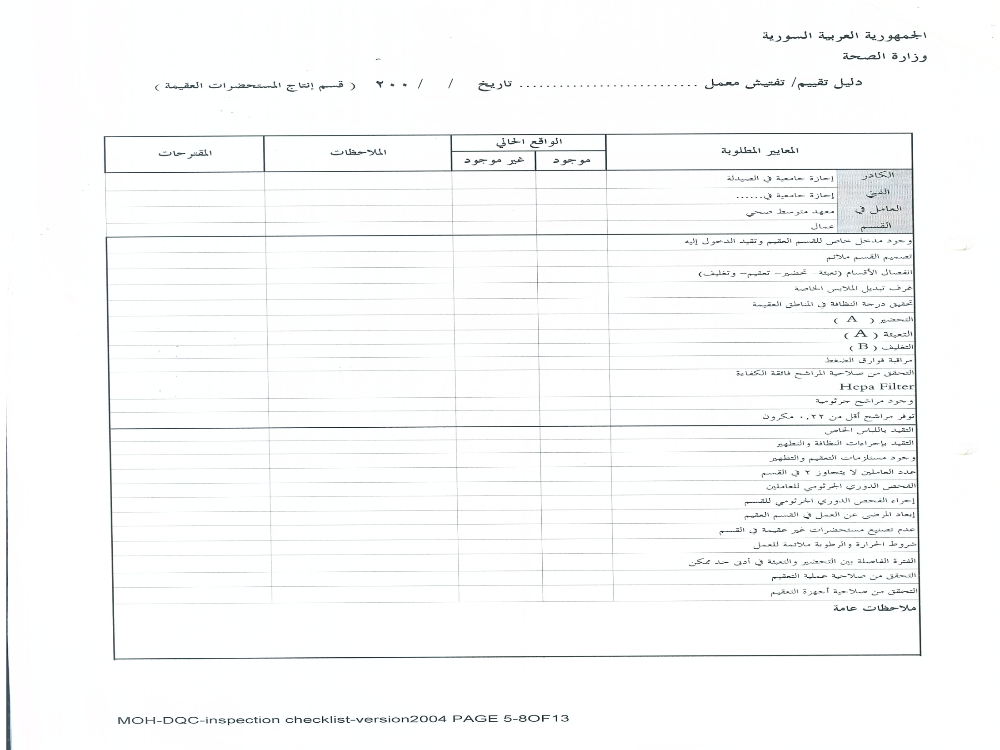 الجمهورية العربية السورية
وزارة الصحة
دليل تقييم/ تفتيش معمل ........................... تاريخ / / ٢٠٠ ( قسم إنتاج المستحضرات العقيمة )
المعايير المطلوبة
الواقع الحالي
الملاحظات
المقترحات
موجود
غير موجود
الكادر
الفني
العامل في
القسم
إجازة جامعية في الصيدلة
إجازة جامعية في......
معهد متوسط صحي
عمال
وجود مدخل خاص للقسم العقيم وتقيد الدخول إليه
تصميم القسم ملائم
انفصال الأقسام (تعبئة- تحضير- تعقيم- وتغليف)
غرف تبديل الملابس الخاصة
تحقيق درجة النظافة في المناطق العقيمة
التحضير ( A )
التعبئة ( A )
التغليف ( B )
مراقبة فوارق الضغط
التحقق من صلاحية المراشح فائقة الكفاءة
Hepa Filter
وجود مراشح جرثومية
توفر مراشح أقل من ٠,٢٢ مكرون
التقيد باللباس الخاص
التقيد بإجراءات النظافة والتطهير
وجود مستلزمات التعقيم والتطهير
عدد العاملين لا يتجاوز ٢ في القسم
الفحص الدوري الجرثومي للعاملين
إجراء الفحص الدوري الجرثومي للقسم
إبعاد المرضى عن العمل في القسم العقيم
عدم تصنيع مستحضرات غير عقيمة في القسم
شروط الحرارة والرطوبة ملائمة للعمل
الفترة الفاصلة بين التحضير والتعبئة في أدنى حد ممكن
التحقق من صلاحية عملية التعقيم
التحقق من صلاحية أجهزة التعقيم
ملاحظات عامة
MOH-DQC-inspection checklist-version2004 PAGE 5-8OF13